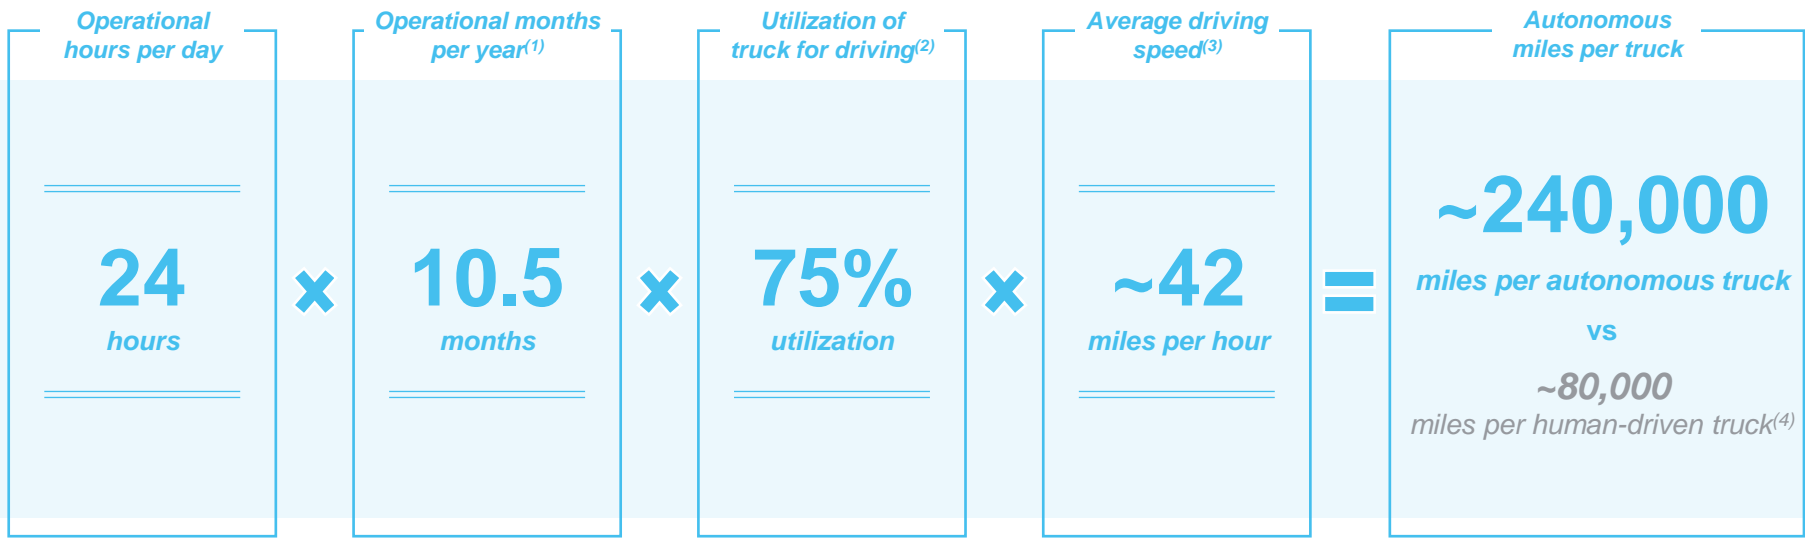 Operational
hours per day
24
hours
×
Operational months
per year(1)
10.5
months
×
Utilization of
truck for driving(2)
75%
utilization
×
Average driving
speed(3)
~42
miles per hour
=
Autonomous
miles per truck
~240,000
miles per autonomous truck
vs
~80,000
miles per human-driven truck(4)